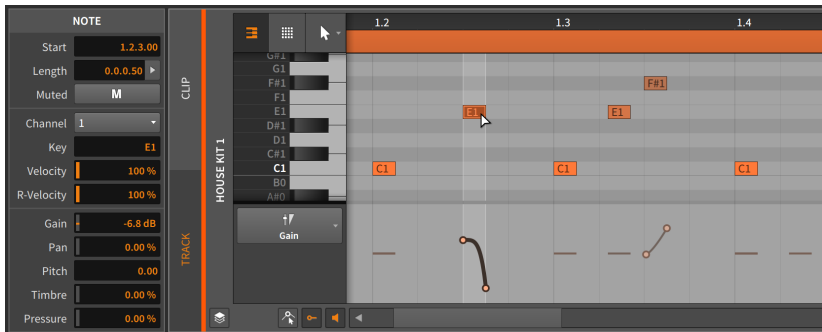 NOTE
Start 1.2.3.00
Length 0.0.0.50
Muted M
Channel 1
Key E1
Velocity 100 %
R-Velocity 100 %
Gain -6.8 dB
Pan 0.00 %
Pitch 0.00
Timbre 0.00 %
Pressure 0.00 %
CLIP
TRACK
HOUSE KIT 1
1.2 1.3 1.4
G#1
G1
F#1 F#1
F1
E1 E1 E1
D#1
D1
C#1
C1 C1 C1 C1
B0
A#0
Gain